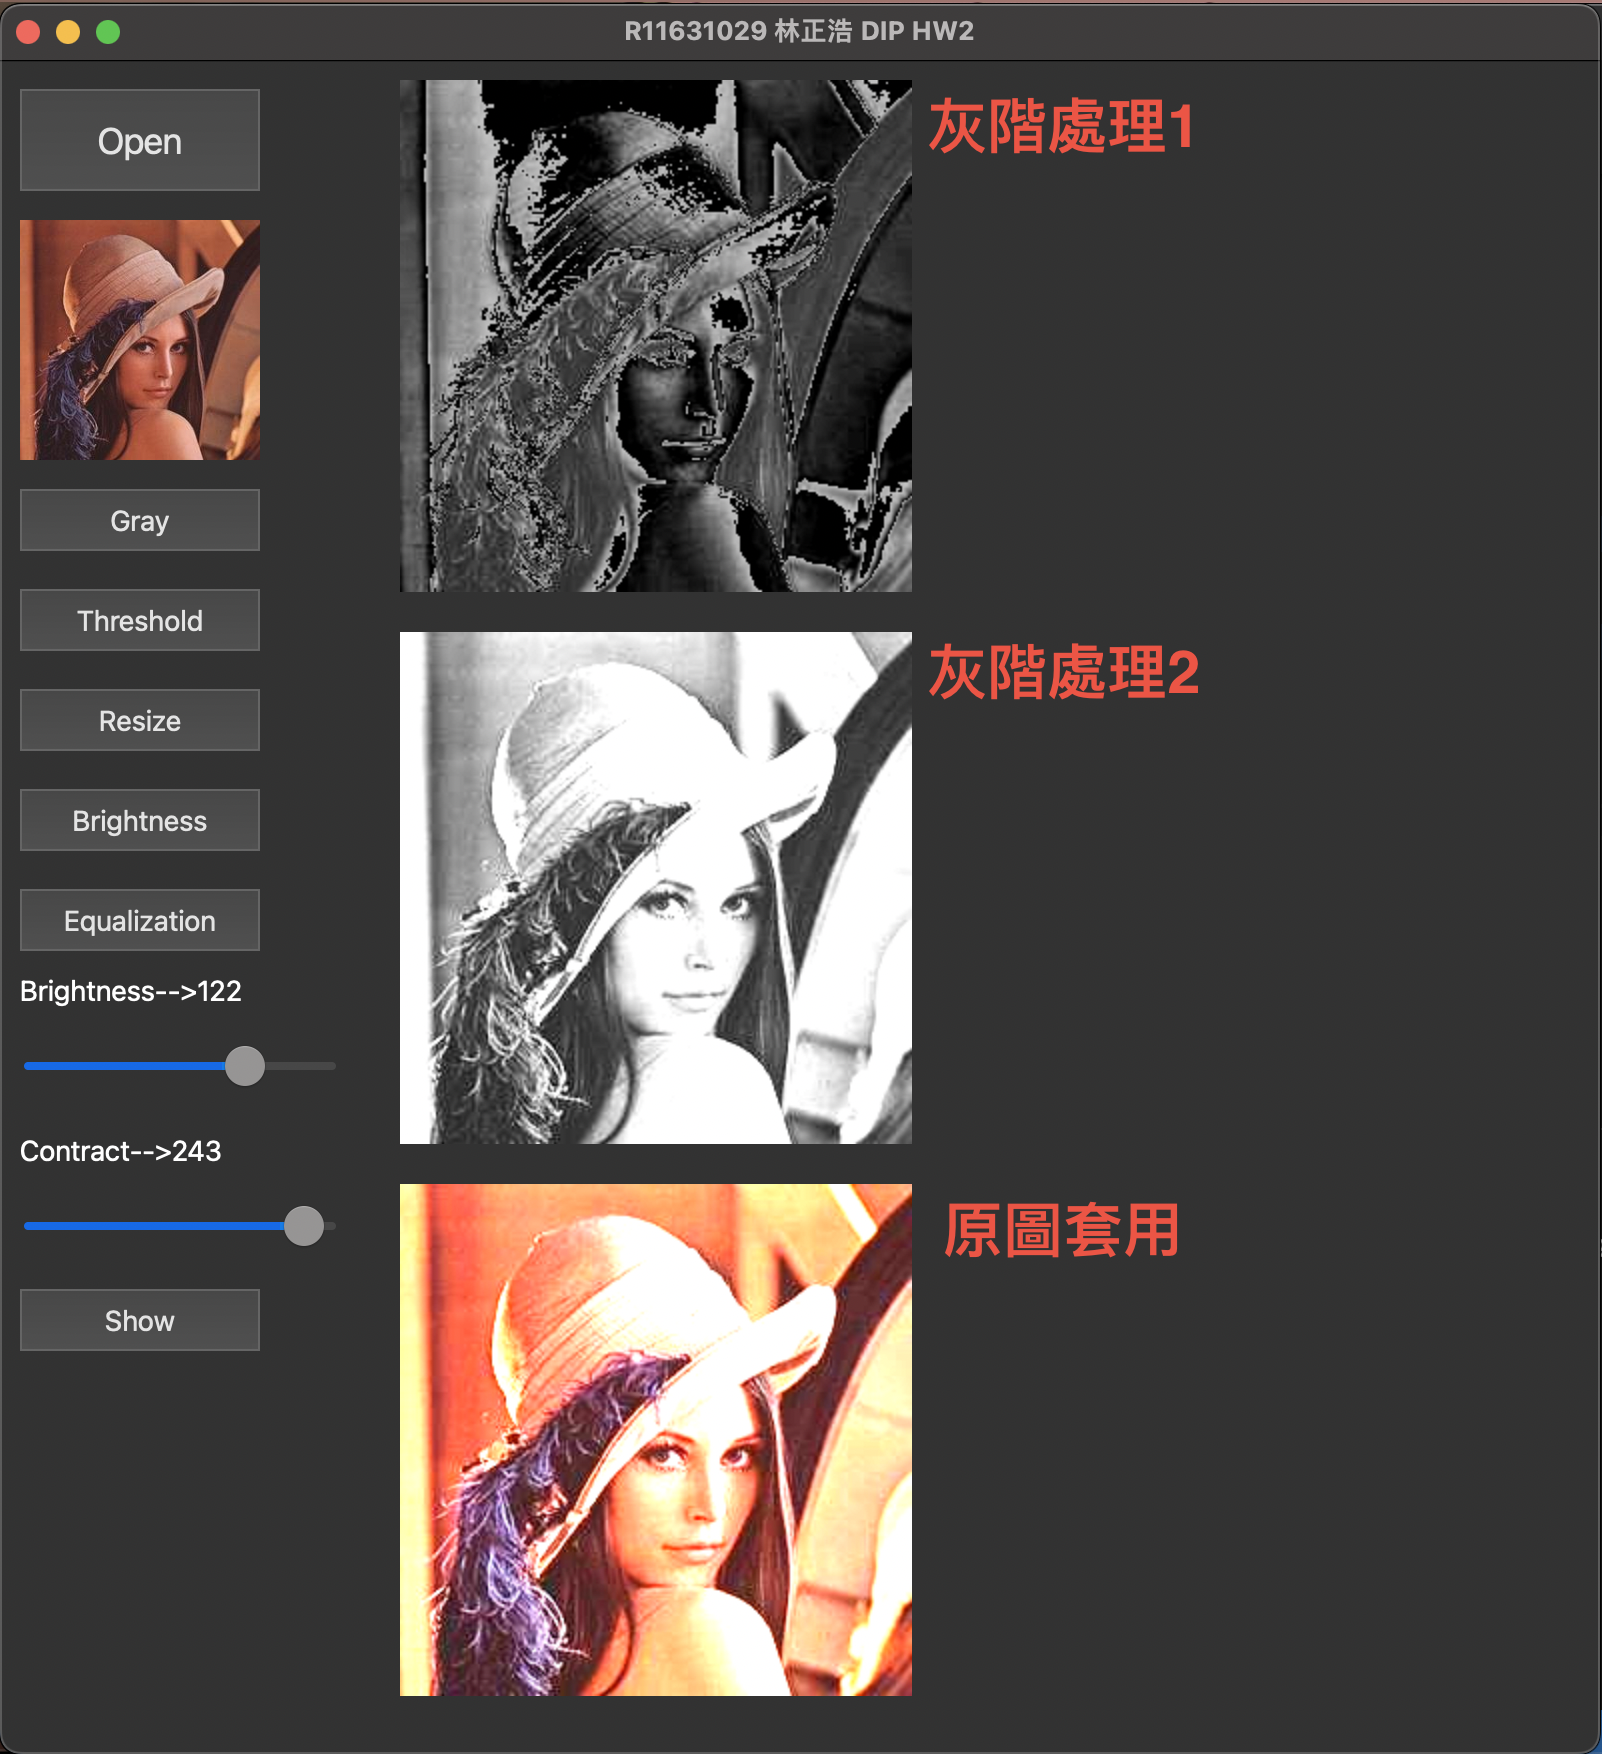 R11631029 林正浩 DIP HW2
Open
Gray
Threshold
Resize
Brightness
Equalization
Brightness-->122
Contract-->243
Show
灰階處理1
灰階處理2
原圖套用